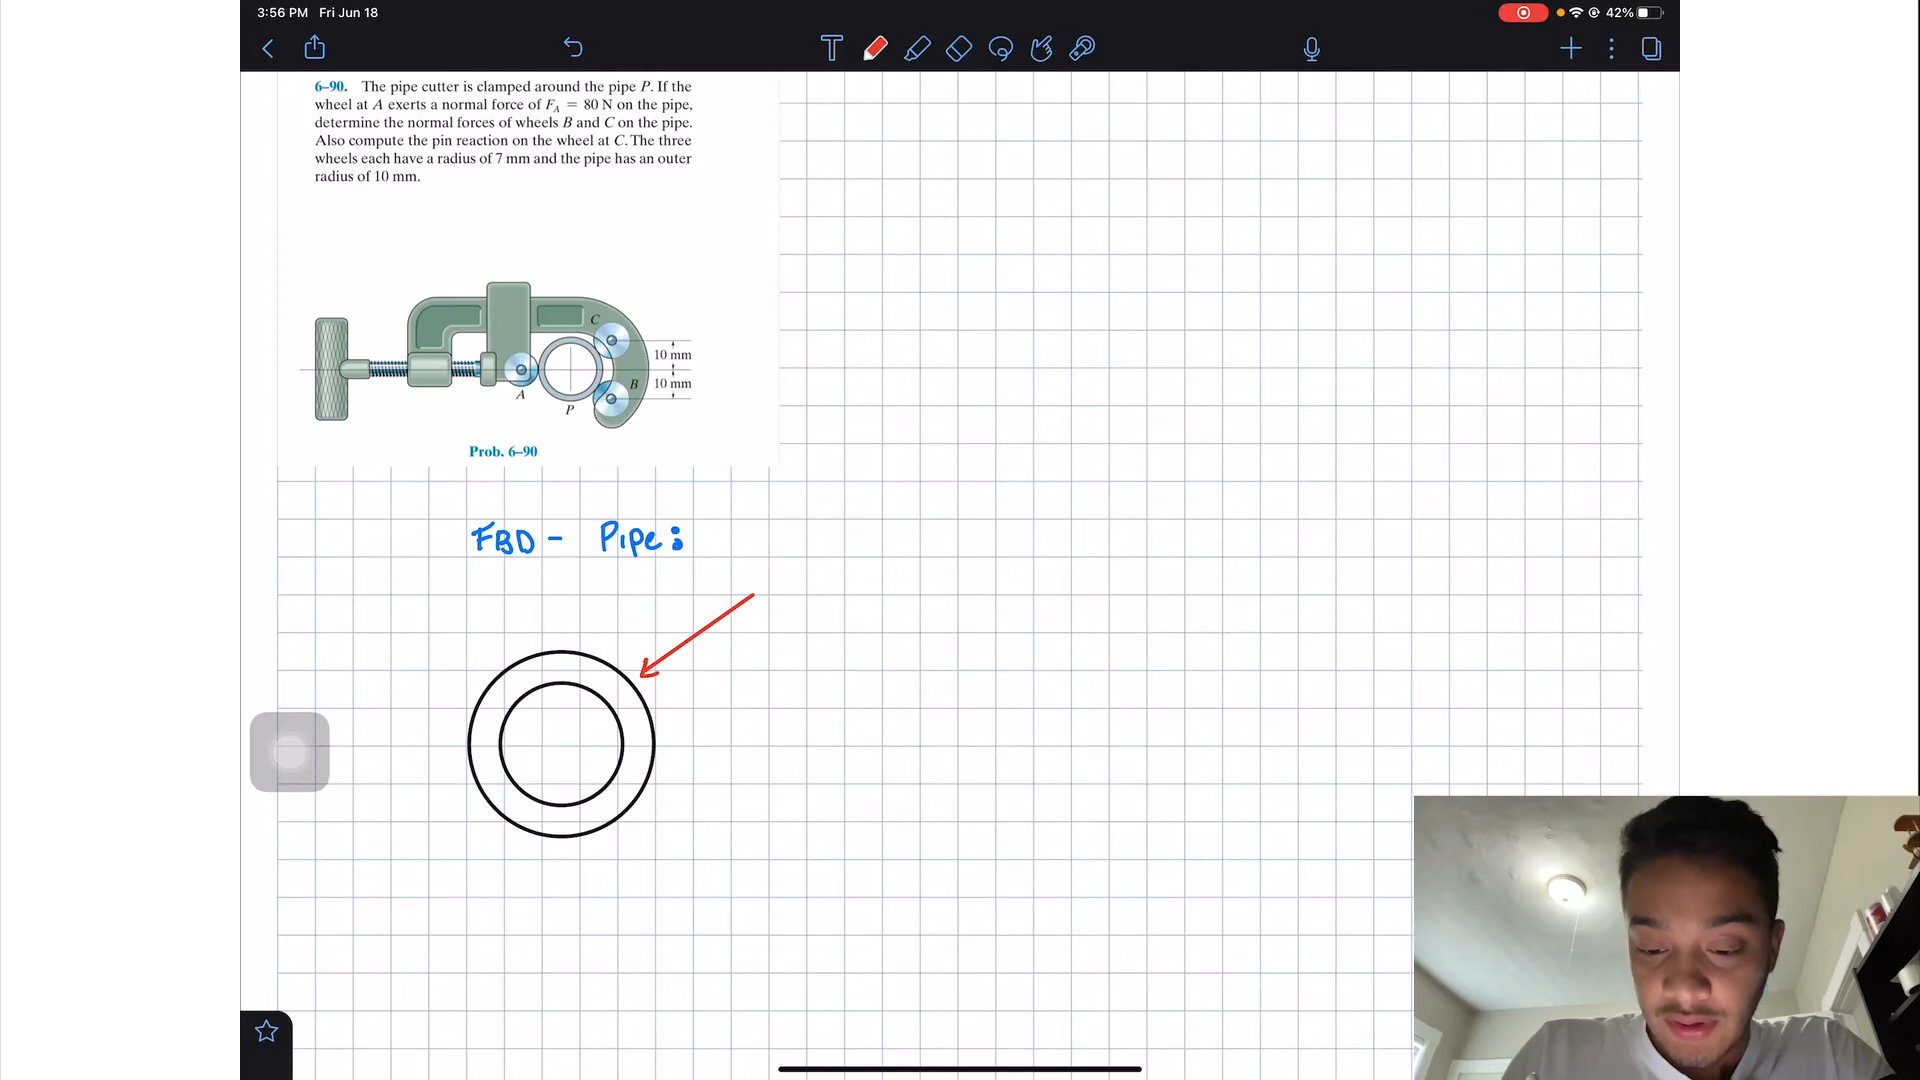 3:56 PM Fri Jun 18
42%
6–90. The pipe cutter is clamped around the pipe P. If the
wheel at A exerts a normal force of F_A = 80 N on the pipe,
determine the normal forces of wheels B and C on the pipe.
Also compute the pin reaction on the wheel at C. The three
wheels each have a radius of 7 mm and the pipe has an outer
radius of 10 mm.
C
10 mm
B 10 mm
A
P
Prob. 6–90
FBD - Pipe: